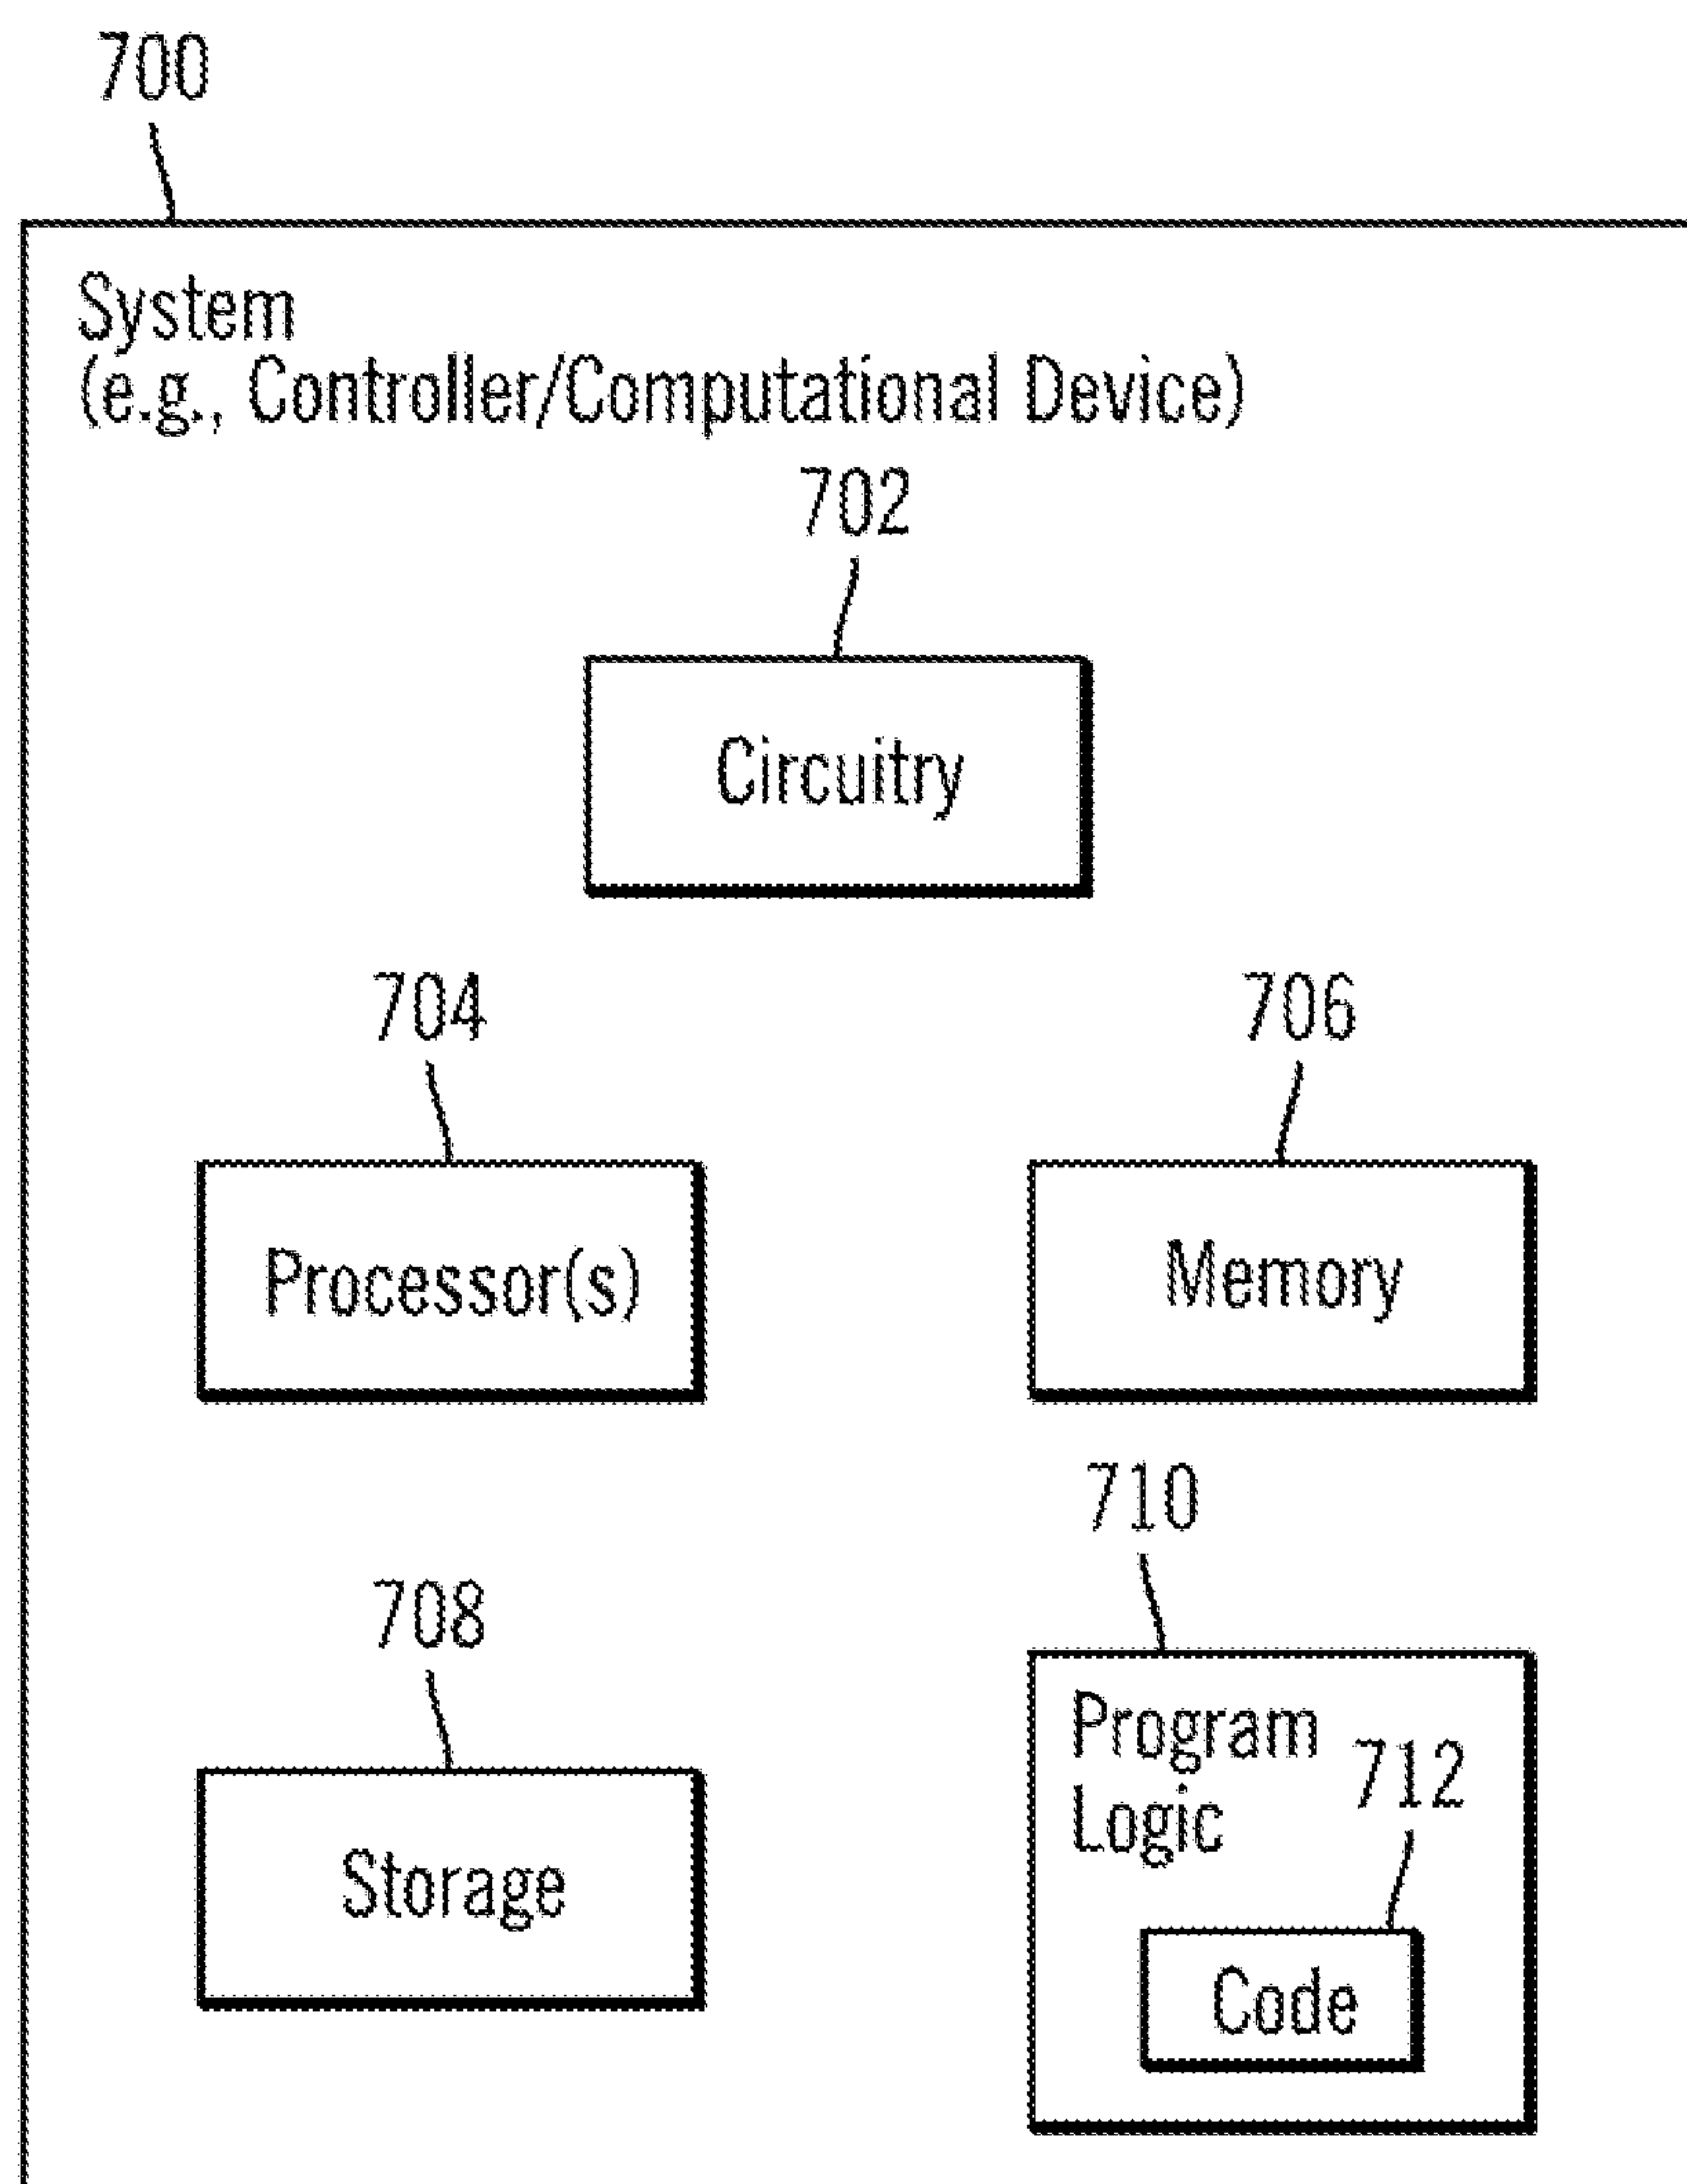 700
System
(e.g., Controller/Computational Device)
702
Circuitry
704
706
Processor(s)
Memory
710
708
Program
712
Logic
Storage
Code